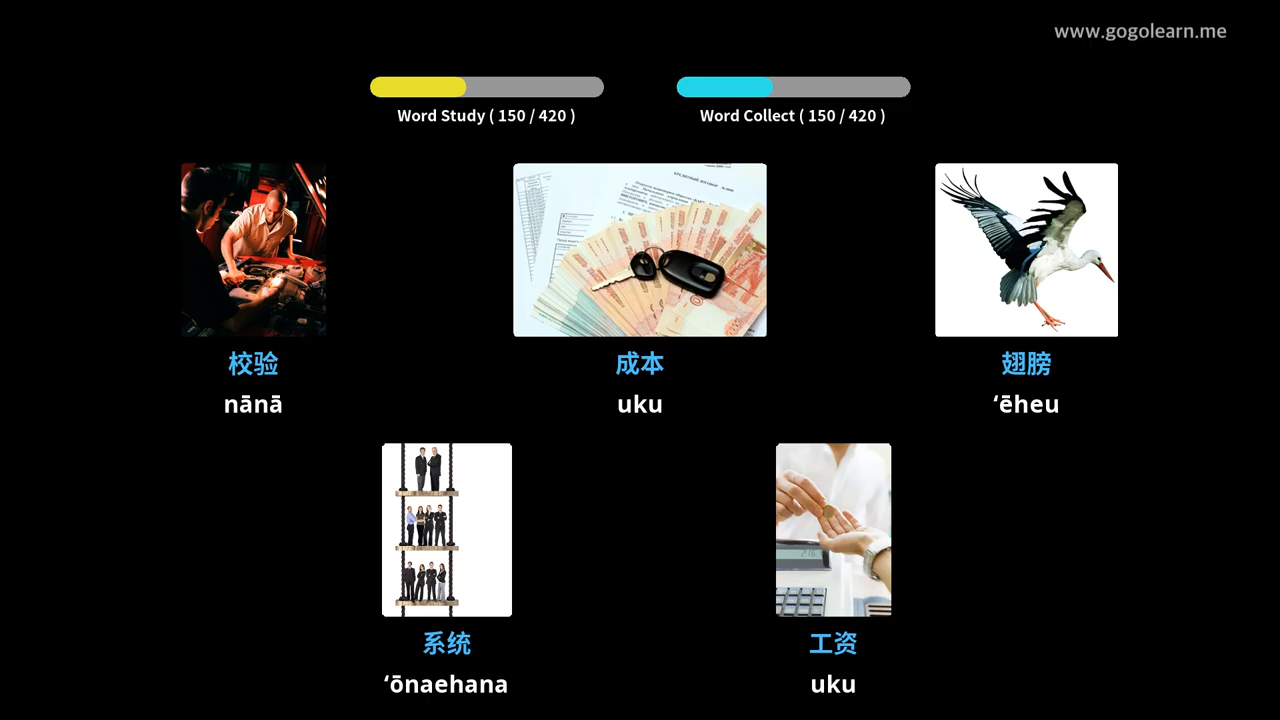 www.gogolearn.me
Word Study ( 150 / 420 )
Word Collect ( 150 / 420 )
校验
nānā
成本
uku
翅膀
ʻēheu
系统
ʻōnaehana
工资
uku